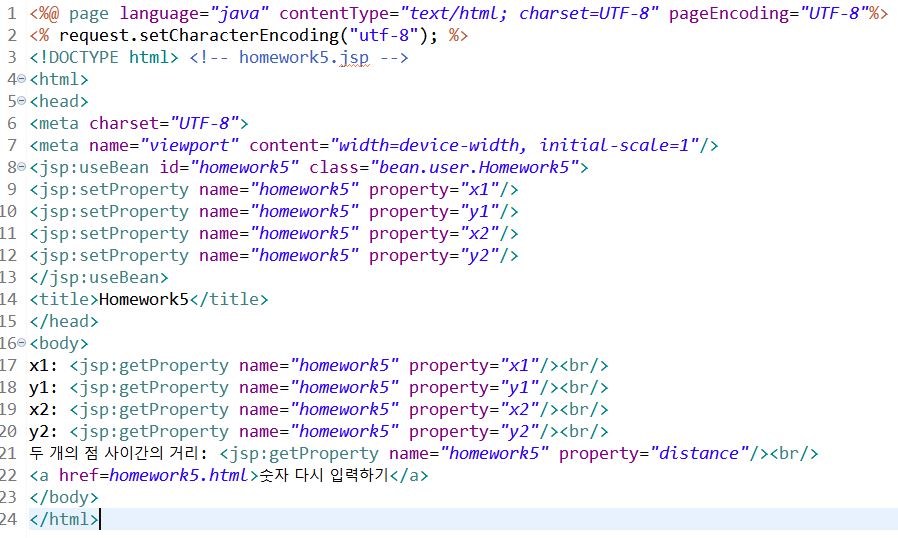 1 <%@ page language="java" contentType="text/html; charset=UTF-8" pageEncoding="UTF-8"%>
2 <% request.setCharacterEncoding("utf-8"); %>
3 <!DOCTYPE html> <!-- homework5.jsp -->
4 <html>
5 <head>
6 <meta charset="UTF-8">
7 <meta name="viewport" content="width=device-width, initial-scale=1"/>
8 <jsp:useBean id="homework5" class="bean.user.Homework5">
9 <jsp:setProperty name="homework5" property="x1"/>
10 <jsp:setProperty name="homework5" property="y1"/>
11 <jsp:setProperty name="homework5" property="x2"/>
12 <jsp:setProperty name="homework5" property="y2"/>
13 </jsp:useBean>
14 <title>Homework5</title>
15 </head>
16 <body>
17 x1: <jsp:getProperty name="homework5" property="x1"/><br/>
18 y1: <jsp:getProperty name="homework5" property="y1"/><br/>
19 x2: <jsp:getProperty name="homework5" property="x2"/><br/>
20 y2: <jsp:getProperty name="homework5" property="y2"/><br/>
21 두 개의 점 사이간의 거리: <jsp:getProperty name="homework5" property="distance"/><br/>
22 <a href=homework5.html>숫자 다시 입력하기</a>
23 </body>
24 </html>